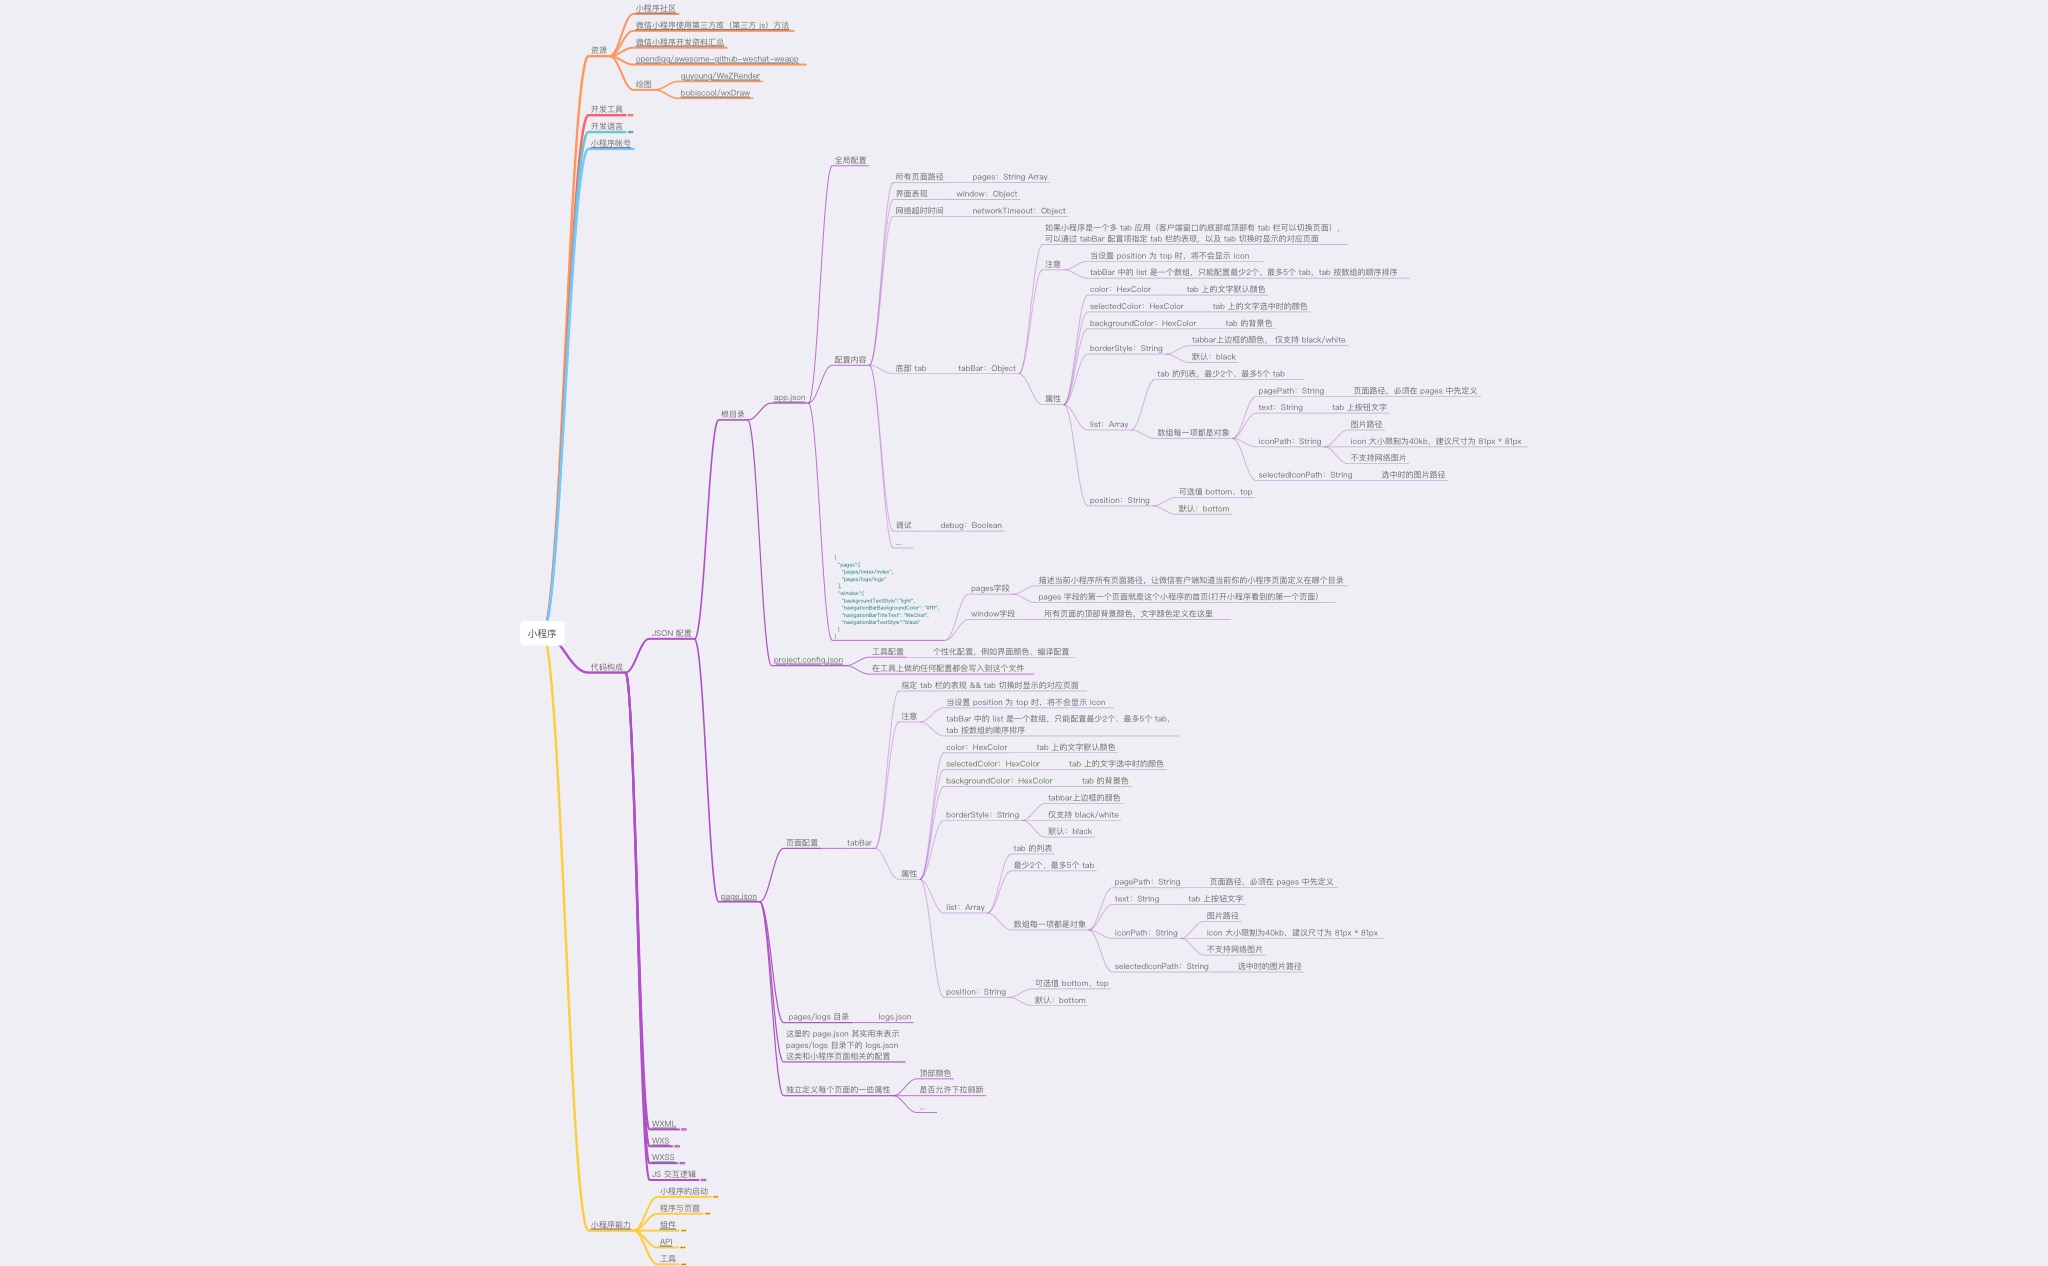 小程序社区
微信小程序使用第三方库（第三方 js）方法
微信小程序开发资料汇总
资源
opendigg/awesome-github-wechat-weapp
guyoung/WeZRender
绘图
bobiscool/wxDraw
开发工具
开发语言
小程序帐号
全局配置
所有页面路径 pages：String Array
界面表现 window：Object
网络超时时间 networkTimeout：Object
如果小程序是一个多 tab 应用（客户端窗口的底部或顶部有 tab 栏可以切换页面），
可以通过 tabBar 配置项指定 tab 栏的表现，以及 tab 切换时显示的对应页面
当设置 position 为 top 时，将不会显示 icon
注意
tabBar 中的 list 是一个数组，只能配置最少2个、最多5个 tab，tab 按数组的顺序排序
color：HexColor tab 上的文字默认颜色
selectedColor：HexColor tab 上的文字选中时的颜色
backgroundColor：HexColor tab 的背景色
tabbar上边框的颜色， 仅支持 black/white
borderStyle：String
默认：black
配置内容
底部 tab tabBar：Object
tab 的列表，最少2个、最多5个 tab
pagePath：String 页面路径，必须在 pages 中先定义
app.json
属性
text：String tab 上按钮文字
根目录
list：Array
图片路径
数组每一项都是对象
iconPath：String
icon 大小限制为40kb，建议尺寸为 81px * 81px
不支持网络图片
selectedIconPath：String 选中时的图片路径
可选值 bottom、top
position：String
默认：bottom
调试 debug：Boolean
...
{
"pages":[
"pages/index/index",
"pages/logs/logs"
],
"window":{
"backgroundTextStyle":"light",
"navigationBarBackgroundColor": "#fff",
"navigationBarTitleText": "WeChat",
"navigationBarTextStyle":"black"
}
}
描述当前小程序所有页面路径，让微信客户端知道当前你的小程序页面定义在哪个目录
pages字段
pages 字段的第一个页面就是这个小程序的首页(打开小程序看到的第一个页面)
window字段 所有页面的顶部背景颜色，文字颜色定义在这里
小程序
JSON 配置
代码构成
工具配置 个性化配置，例如界面颜色、编译配置
project.config.json
在工具上做的任何配置都会写入到这个文件
指定 tab 栏的表现 && tab 切换时显示的对应页面
当设置 position 为 top 时，将不会显示 icon
注意
tabBar 中的 list 是一个数组，只能配置最少2个、最多5个 tab，
tab 按数组的顺序排序
color：HexColor tab 上的文字默认颜色
selectedColor：HexColor tab 上的文字选中时的颜色
backgroundColor：HexColor tab 的背景色
tabbar上边框的颜色
borderStyle：String
仅支持 black/white
默认：black
页面配置 tabBar
tab 的列表
最少2个、最多5个 tab
属性
pagePath：String 页面路径，必须在 pages 中先定义
page.json
text：String tab 上按钮文字
list：Array
图片路径
数组每一项都是对象
iconPath：String
icon 大小限制为40kb，建议尺寸为 81px * 81px
不支持网络图片
selectedIconPath：String 选中时的图片路径
可选值 bottom、top
position：String
默认：bottom
pages/logs 目录 logs.json
这里的 page.json 其实用来表示
pages/logs 目录下的 logs.json
这类和小程序页面相关的配置
顶部颜色
独立定义每个页面的一些属性
是否允许下拉刷新
...
WXML
WXS
WXSS
JS 交互逻辑
小程序的启动
程序与页面
小程序能力
组件
API
工具